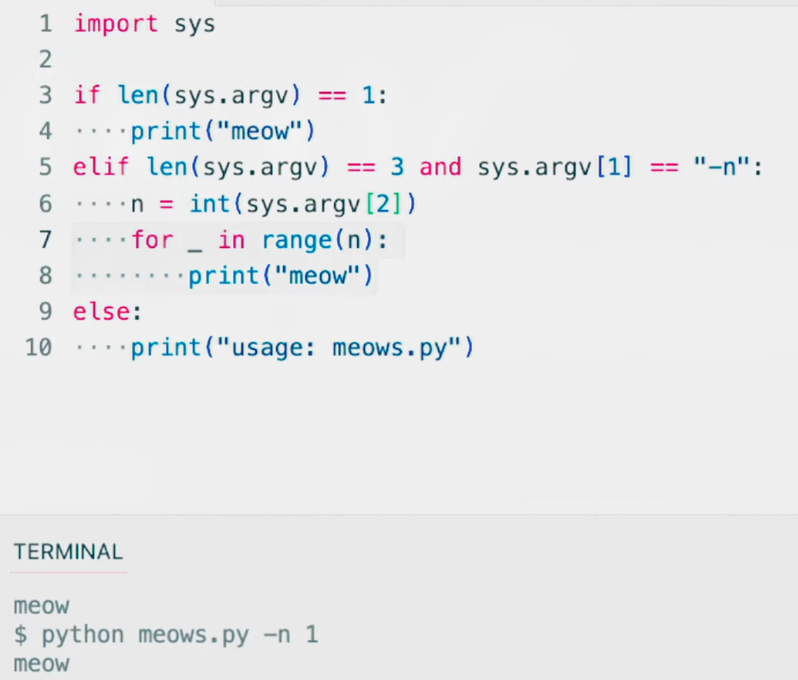 1 import sys
2
3 if len(sys.argv) == 1:
4 ····print("meow")
5 elif len(sys.argv) == 3 and sys.argv[1] == "-n":
6 ····n = int(sys.argv[2])
7 ····for _ in range(n):
8 ········print("meow")
9 else:
10 ····print("usage: meows.py")
TERMINAL
meow
$ python meows.py -n 1
meow